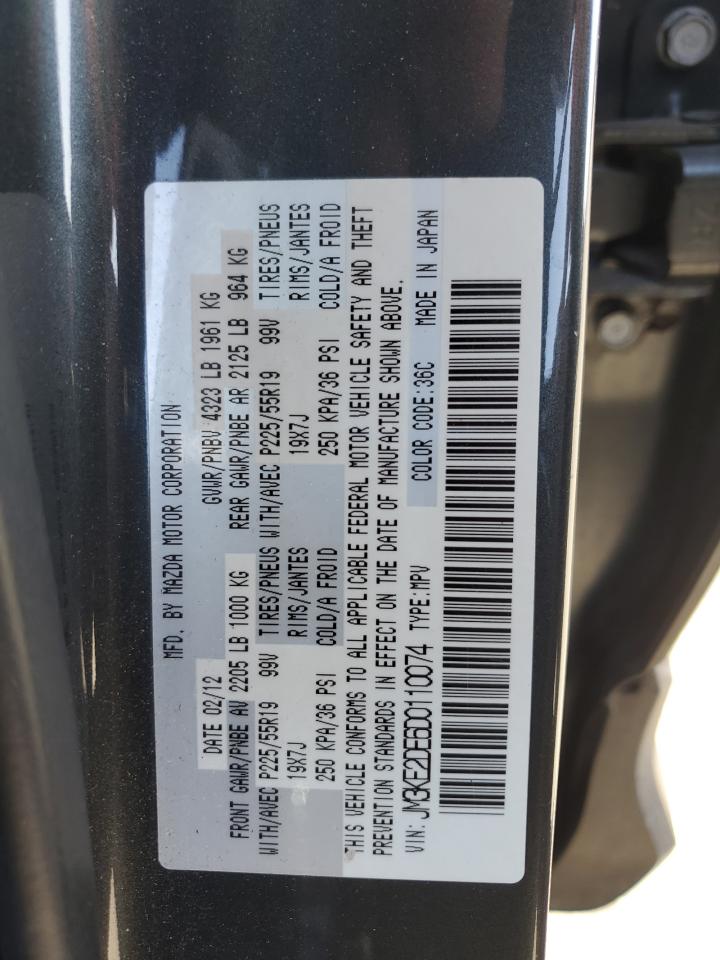 MFD. BY MAZDA MOTOR CORPORATION
DATE 02/12 GVWR/PNBV 4323 LB 1961 KG
FRONT GAWR/PNBE AV 2205 LB 1000 KG REAR GAWR/PNBE AR 2125 LB 964 KG
WITH/AVEC P225/55R19 99V TIRES/PNEUS WITH/AVEC P225/55R19 99V TIRES/PNEUS
19X7J RIMS/JANTES 19X7J RIMS/JANTES
250 KPA/36 PSI COLD/A FROID 250 KPA/36 PSI COLD/A FROID
THIS VEHICLE CONFORMS TO ALL APPLICABLE FEDERAL MOTOR VEHICLE SAFETY AND THEFT
PREVENTION STANDARDS IN EFFECT ON THE DATE OF MANUFACTURE SHOWN ABOVE.
VIN: JM3KE2DE6D0110074 TYPE:MPV COLOR CODE:36C MADE IN JAPAN